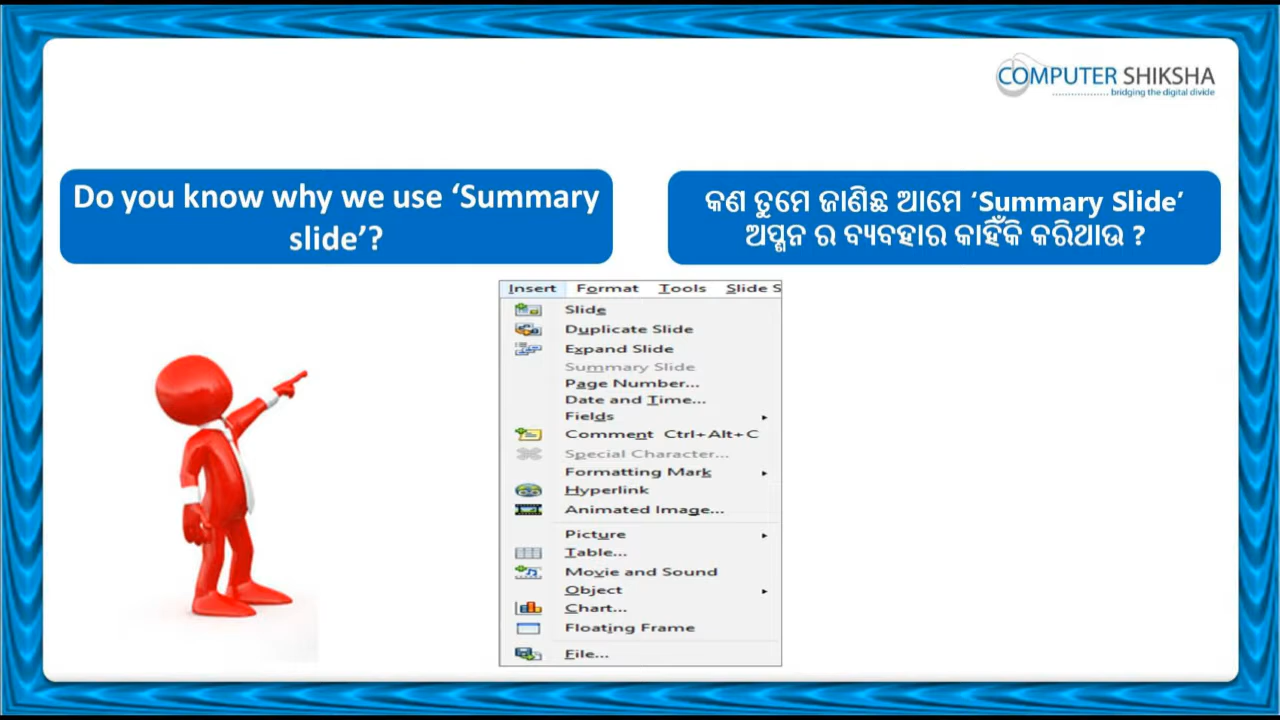 COMPUTER SHIKSHA
bridging the digital divide
Do you know why we use ‘Summary
slide’?
କଣ ତୁମେ ଜାଣିଛ ଆମେ ‘Summary Slide’
ଅପ୍ସନ ର ବ୍ୟବହାର କାହିଁକି କରିଥାଉ ?
Insert Format Tools Slide S
Slide
Duplicate Slide
Expand Slide
Summary Slide
Page Number...
Date and Time...
Fields
Comment Ctrl+Alt+C
Special Character...
Formatting Mark
Hyperlink
Animated Image...
Picture
Table...
Movie and Sound
Object
Chart...
Floating Frame
File...